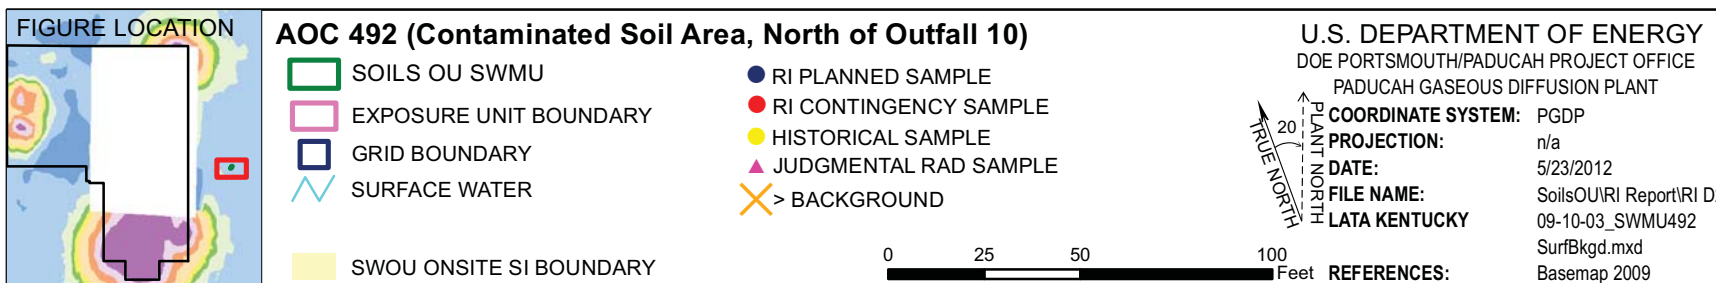 FIGURE LOCATION
AOC 492 (Contaminated Soil Area, North of Outfall 10)
SOILS OU SWMU
EXPOSURE UNIT BOUNDARY
GRID BOUNDARY
SURFACE WATER
SWOU ONSITE SI BOUNDARY
RI PLANNED SAMPLE
RI CONTINGENCY SAMPLE
HISTORICAL SAMPLE
JUDGMENTAL RAD SAMPLE
> BACKGROUND
0 25 50 100
Feet
TRUE NORTH
20
PLANT NORTH
U.S. DEPARTMENT OF ENERGY
DOE PORTSMOUTH/PADUCAH PROJECT OFFICE
PADUCAH GASEOUS DIFFUSION PLANT
COORDINATE SYSTEM: PGDP
PROJECTION: n/a
DATE: 5/23/2012
FILE NAME: SoilsOU\RI Report\RI D
LATA KENTUCKY 09-10-03_SWMU492
SurfBkgd.mxd
REFERENCES: Basemap 2009